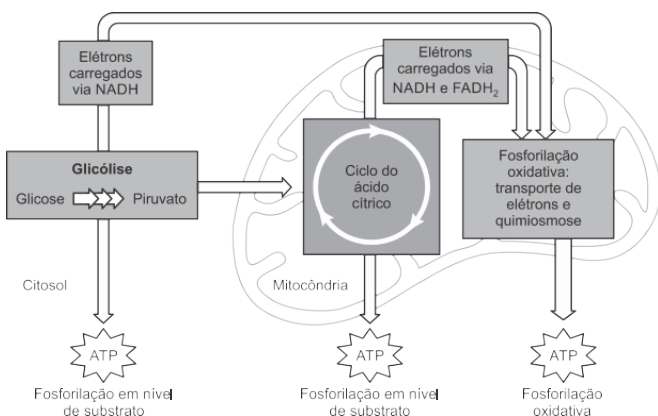 Elétrons
carregados
via NADH
Elétrons
carregados via
NADH e FADH₂
Glicólise
Glicose
Piruvato
Ciclo do
ácido
cítrico
Fosforilação
oxidativa:
transporte de
elétrons e
quimiosmose
Citosol
Mitocôndria
ATP
ATP
ATP
Fosforilação em nível
de substrato
Fosforilação em nível
de substrato
Fosforilação
oxidativa